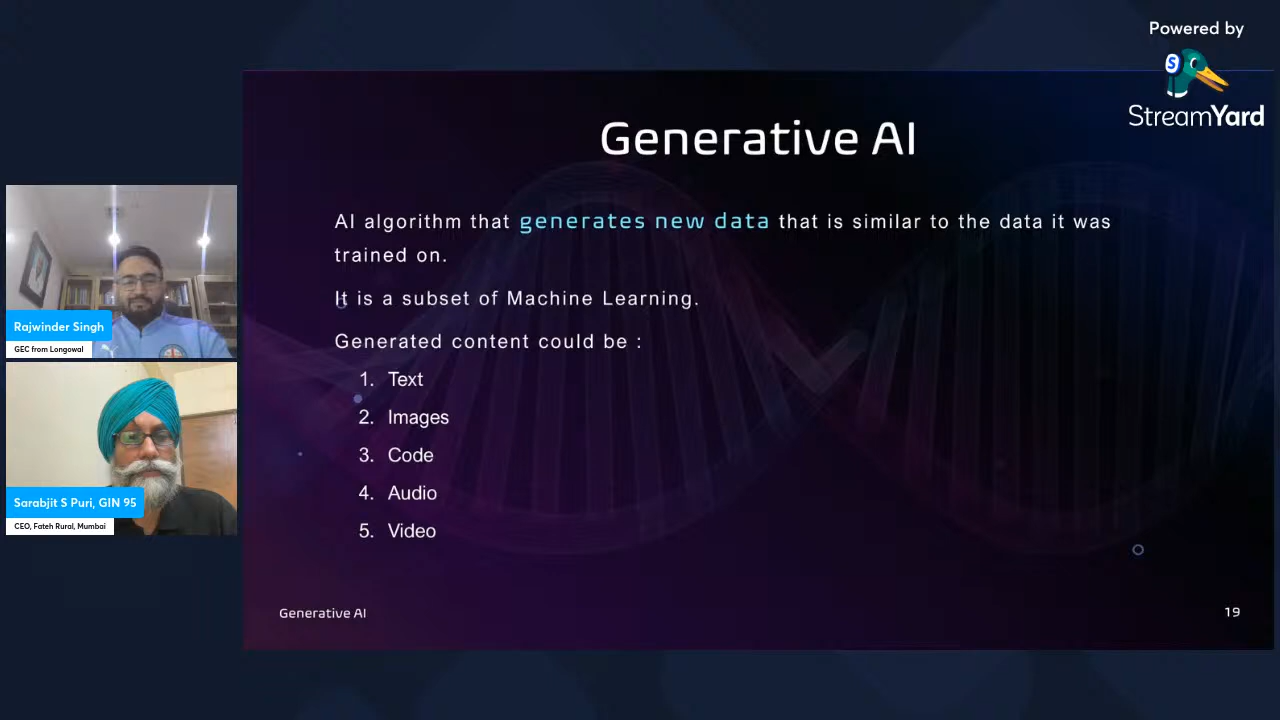 Powered by
StreamYard
Generative AI
AI algorithm that generates new data that is similar to the data it was
trained on.
It is a subset of Machine Learning.
Generated content could be :
1. Text
2. Images
3. Code
4. Audio
5. Video
Generative AI
19
Rajwinder Singh
GEC from Longowal
Sarabjit S Puri, GIN 95
CEO, Fateh Rural, Mumbai